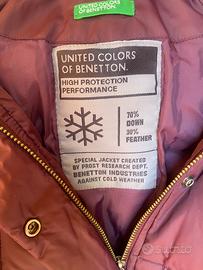 UNITED COLORS
OF BENETTON.
UNITED COLORS
OF BENETTON.
HIGH PROTECTION
PERFORMANCE
70%
DOWN
30%
FEATHER
SPECIAL JACKET CREATED
BY FROST RESEARCH DEPT.
BENETTON INDUSTRIES
AGAINST COLD WEATHER
subito